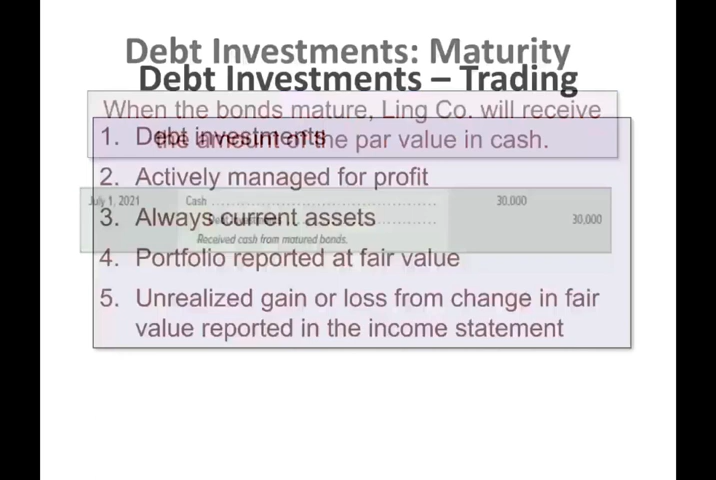 Debt Investments: Maturity
Debt Investments – Trading
When the bonds mature, Ling Co. will receive
the amount of the par value in cash.
1. Debt investments
2. Actively managed for profit
July 1, 2021 Cash 30,000
3. Always current assets
30,000
Received cash from matured bonds.
4. Portfolio reported at fair value
5. Unrealized gain or loss from change in fair
value reported in the income statement